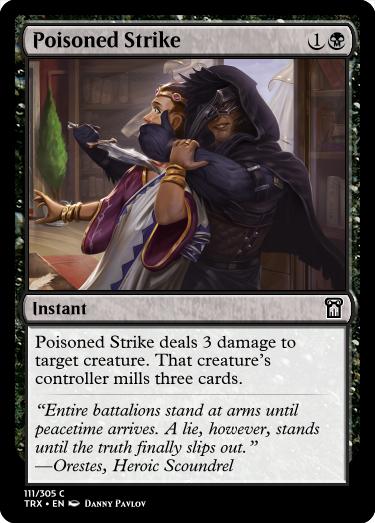 Poisoned Strike 1
Instant
Poisoned Strike deals 3 damage to
target creature. That creature's
controller mills three cards.
“Entire battalions stand at arms until
peacetime arrives. A lie, however, stands
until the truth finally slips out.”
—Orestes, Heroic Scoundrel
111/305 C
TRX • EN Danny Pavlov